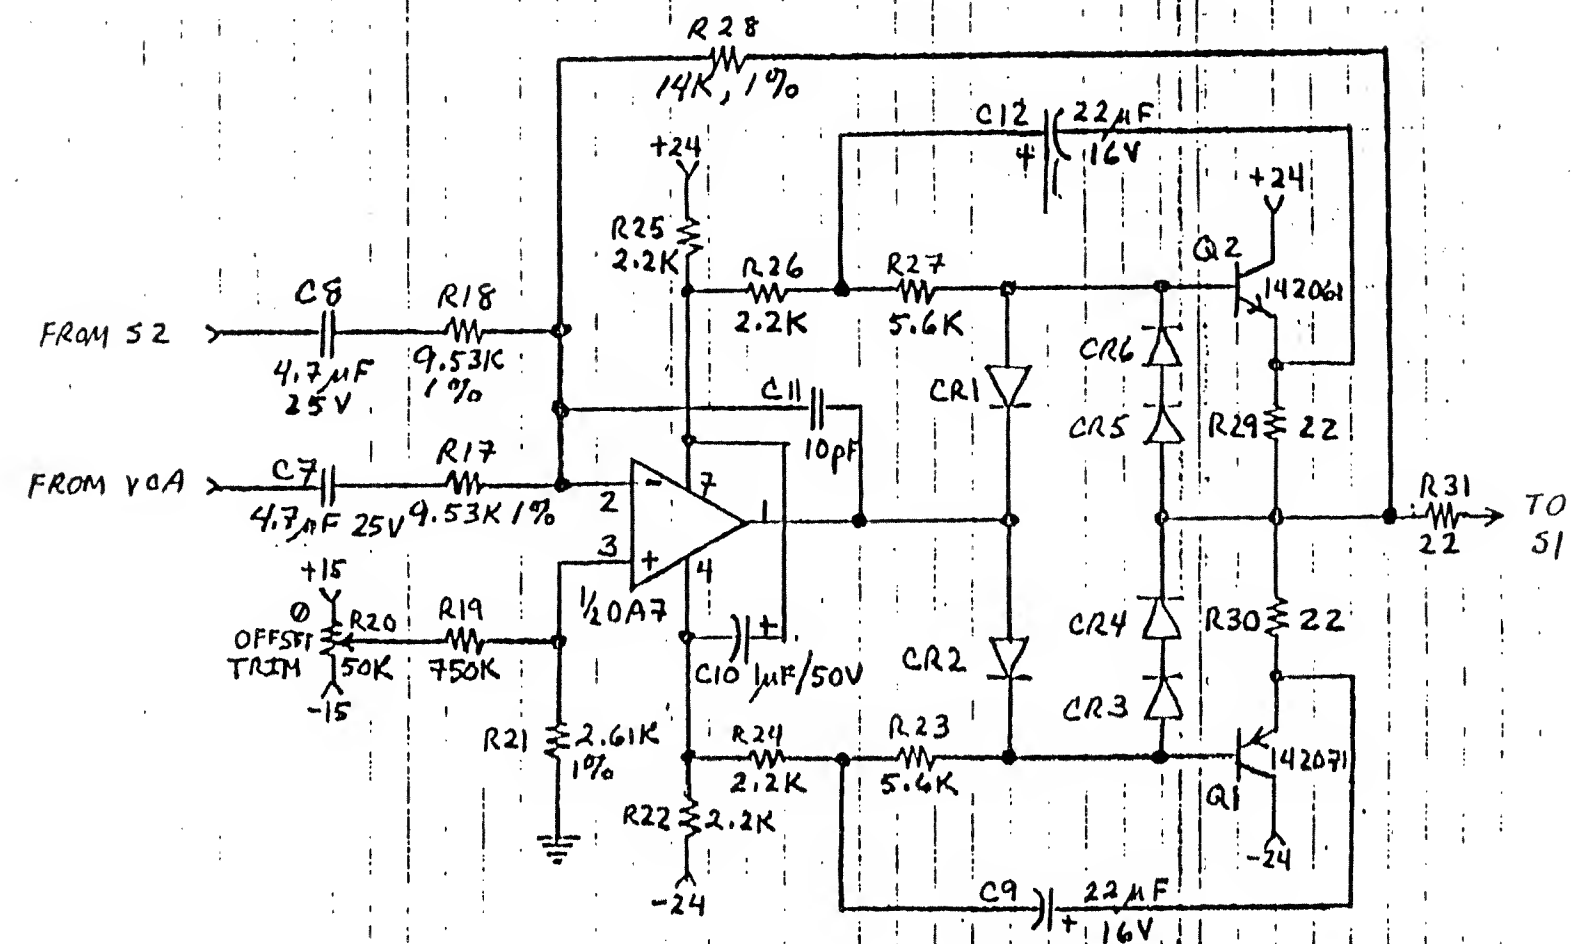 R28
14K, 1%
C12
22µF
+
16V
+24
+24
R25
2.2K
R26
2.2K
R27
5.6K
Q2
142061
C8
4.7µF
25V
R18
9.53K
1%
FROM S2
CR6
CR1
C11
10pF
CR5
R29
22
FROM VCA
C7
4.7µF 25V
R17
9.53K 1%
2
-
7
1
3
+
4
1/2 OA7
R31
22
TO
S1
+15
0
OFFSET
TRIM
R20
50K
-15
R19
750K
C10
+
1µF/50V
CR2
CR4
R30
22
CR3
R21
2.61K
1%
R24
2.2K
R23
5.6K
142071
Q1
R22
2.2K
-24
-24
C9
22µF
+
16V